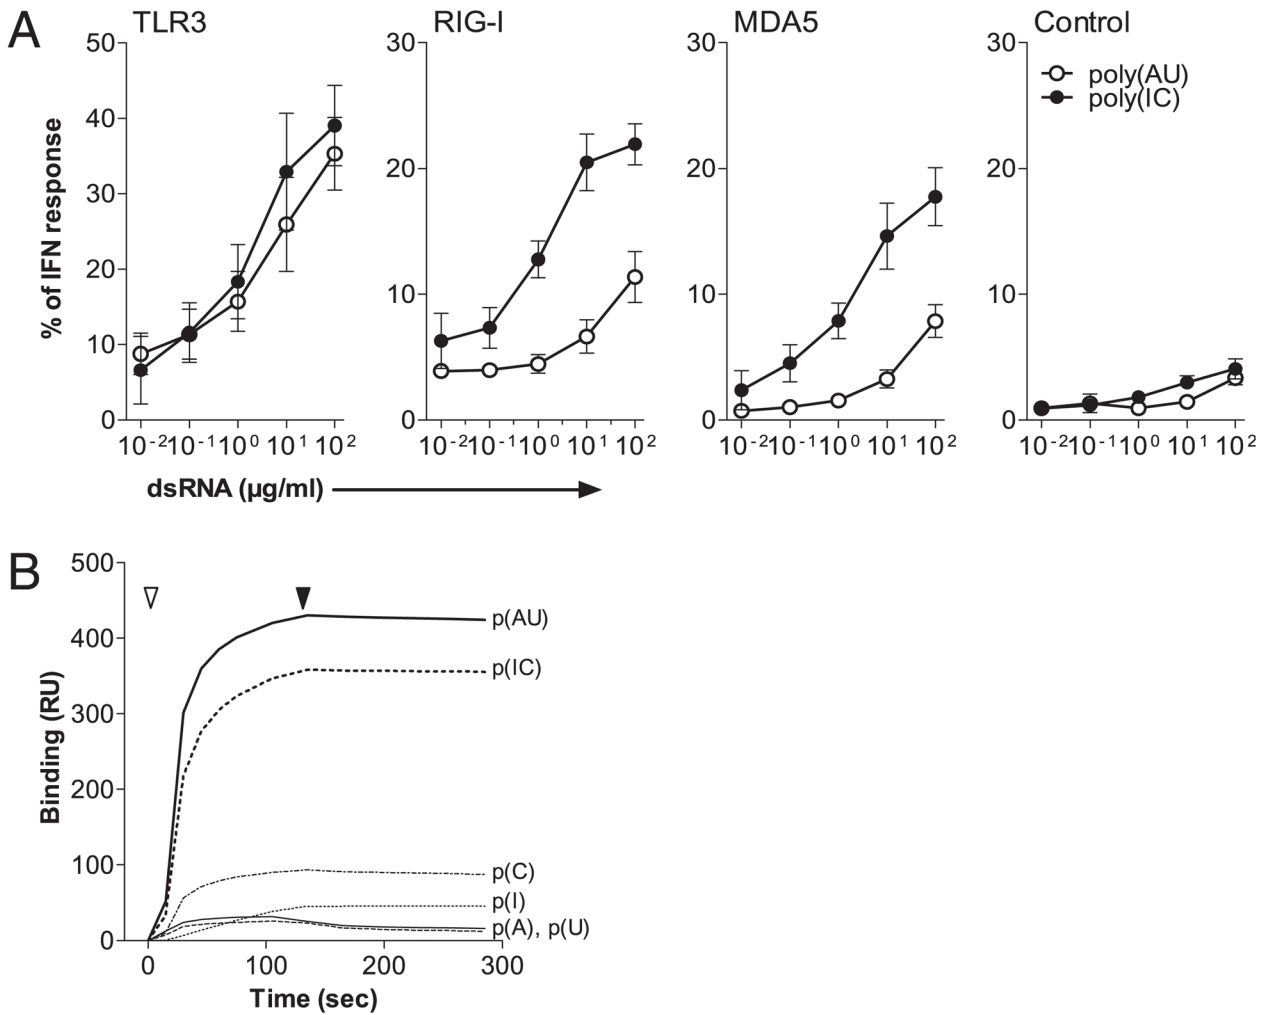 A
TLR3
RIG-I
MDA5
Control
% of IFN response
50
40
30
20
10
0
10-2 10-1 100 101 102
30
20
10
0
10-2 10-1 100 101 102
30
20
10
0
10-2 10-1 100 101 102
30
20
10
0
10-2 10-1 100 101 102
poly(AU)
poly(IC)
dsRNA (µg/ml)
B
Binding (RU)
500
400
300
200
100
0
p(AU)
p(IC)
p(C)
p(I)
p(A), p(U)
0 100 200 300
Time (sec)